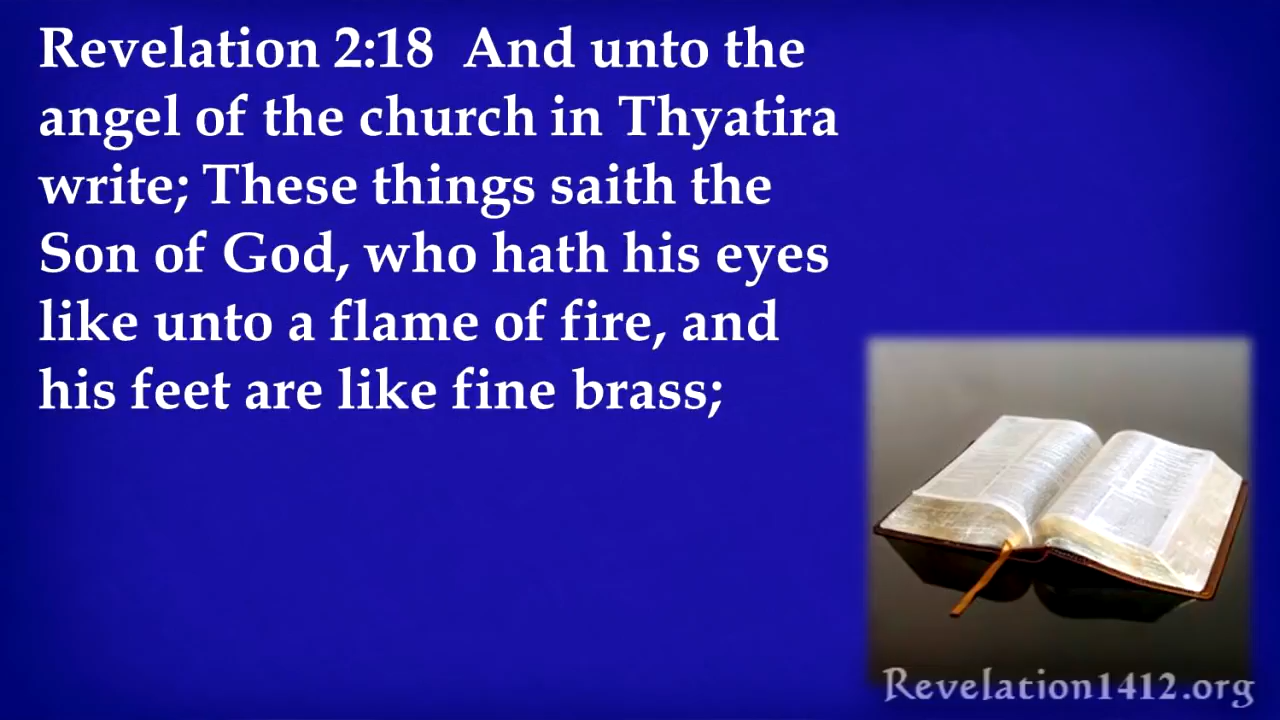 Revelation 2:18  And unto the
angel of the church in Thyatira
write; These things saith the
Son of God, who hath his eyes
like unto a flame of fire, and
his feet are like fine brass;
Revelation1412.org